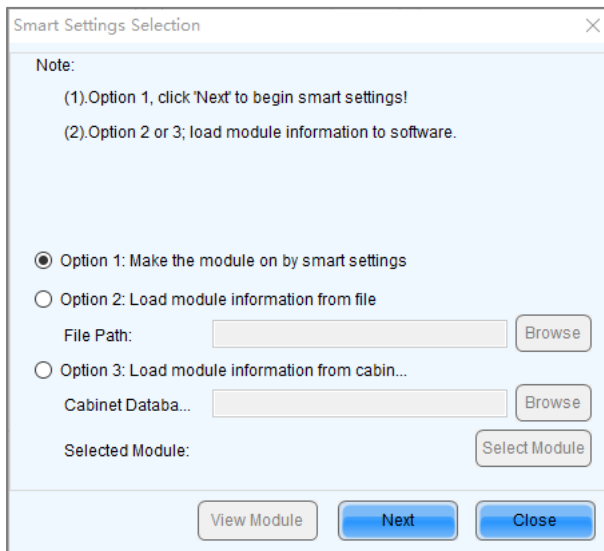 Smart Settings Selection
Note:
(1).Option 1, click 'Next' to begin smart settings!
(2).Option 2 or 3; load module information to software.
Option 1: Make the module on by smart settings
Option 2: Load module information from file
File Path:
Browse
Option 3: Load module information from cabin...
Cabinet Databa...
Browse
Selected Module:
Select Module
View Module
Next
Close